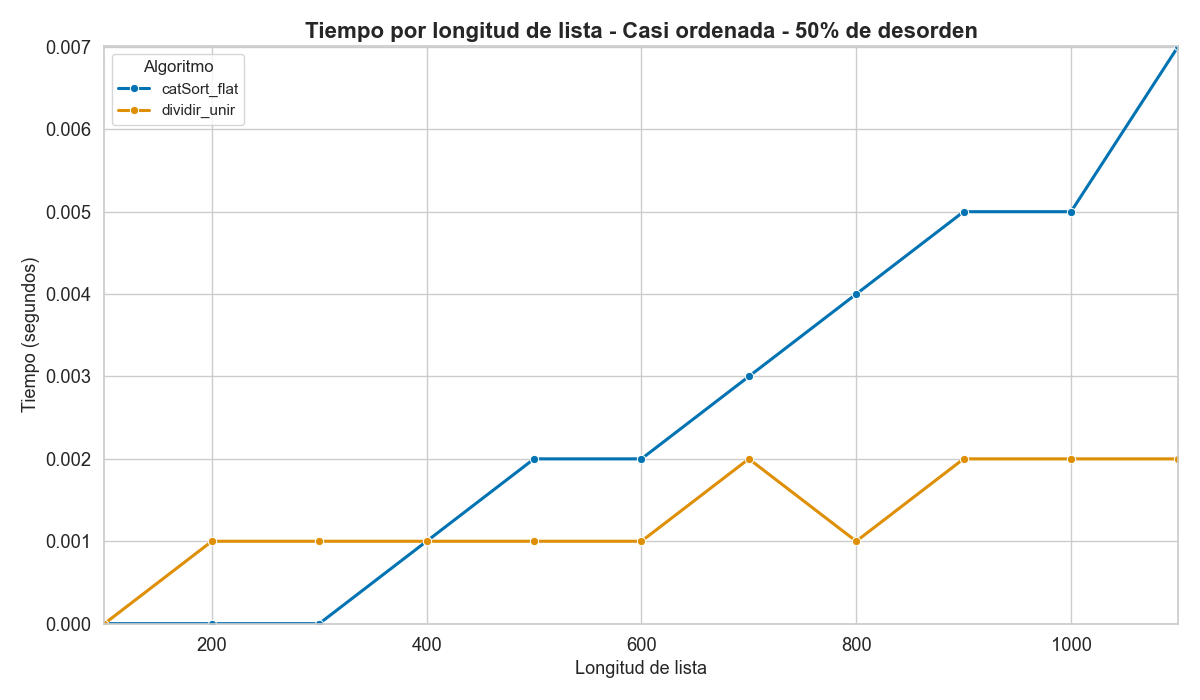 Tiempo por longitud de lista - Casi ordenada - 50% de desorden
Algoritmo
catSort_flat
dividir_unir
Tiempo (segundos)
0.007
0.006
0.005
0.004
0.003
0.002
0.001
0.000
200
400
600
800
1000
Longitud de lista